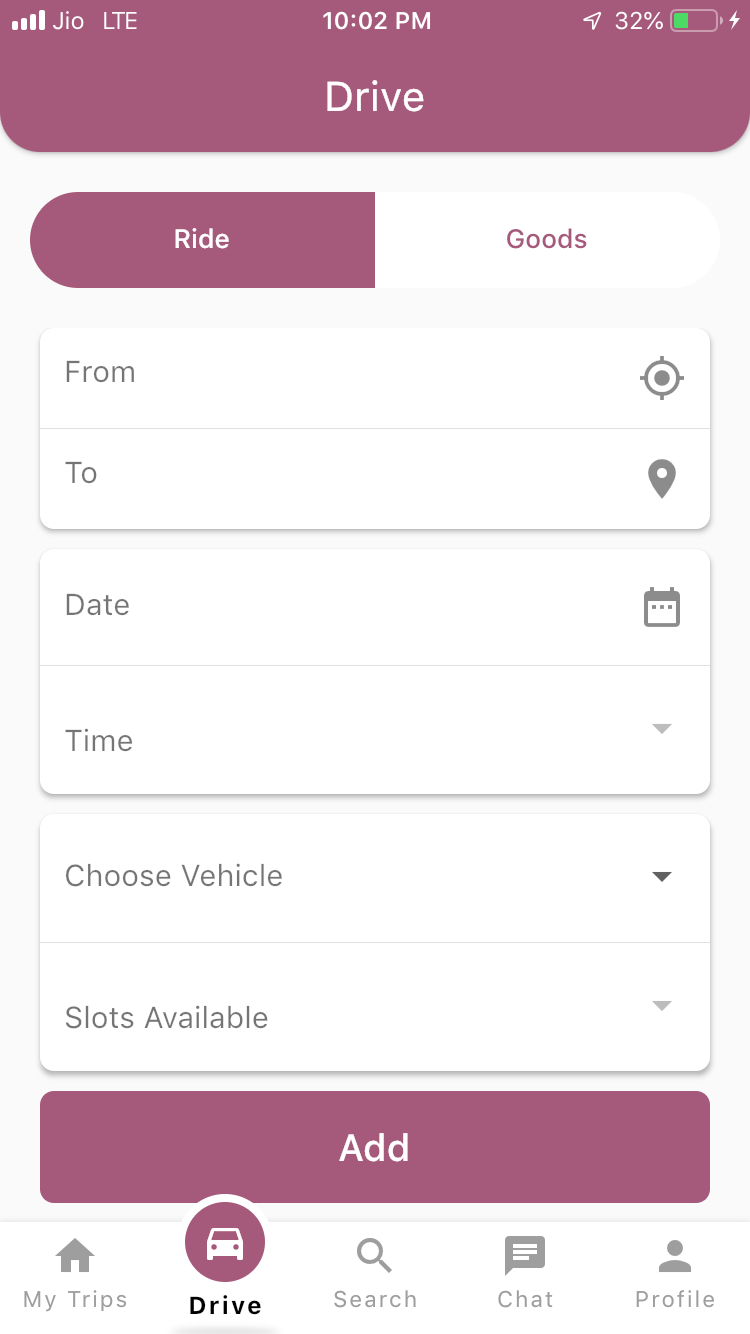 Jio LTE 10:02 PM 32%
Drive
Ride Goods
From
To
Date
Time
Choose Vehicle
Slots Available
Add
My Trips Drive Search Chat Profile